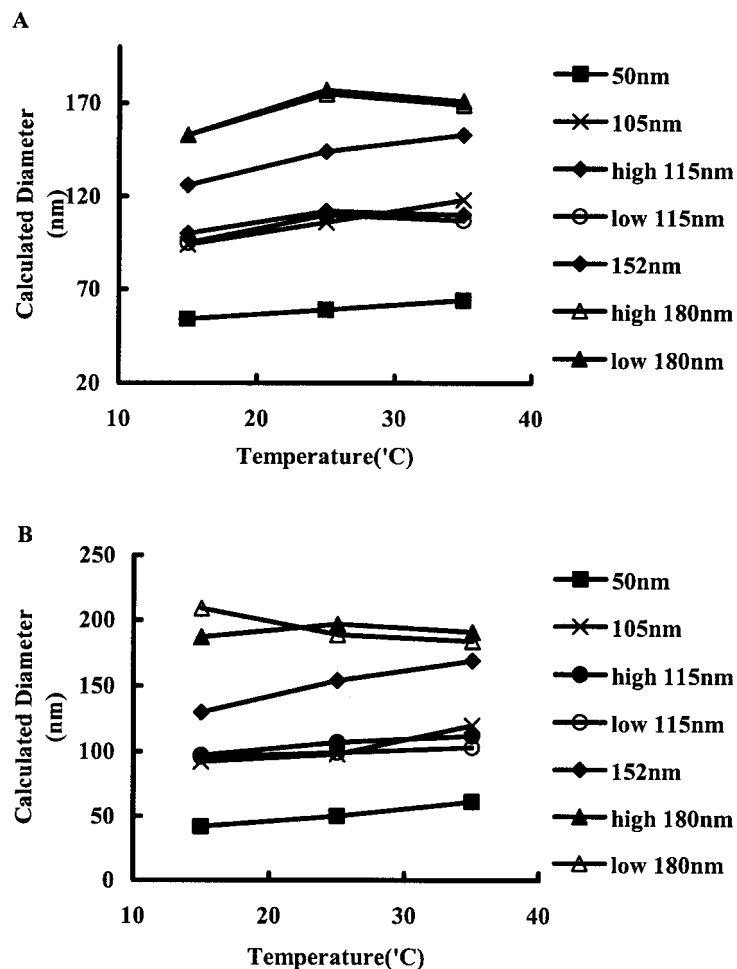 A
Calculated Diameter
(nm)
170
120
70
20
10
20
30
40
Temperature('C)
50nm
105nm
high 115nm
low 115nm
152nm
high 180nm
low 180nm
B
Calculated Diameter
(nm)
250
200
150
100
50
0
10
20
30
40
Temperature('C)
50nm
105nm
high 115nm
low 115nm
152nm
high 180nm
low 180nm